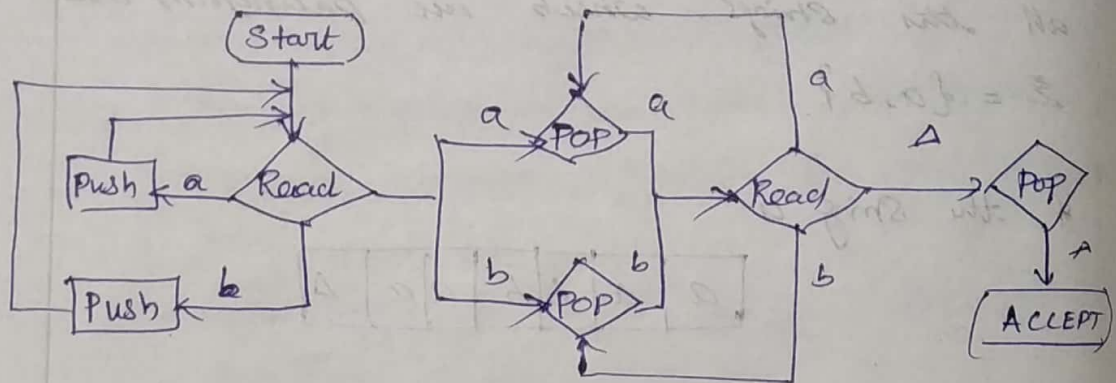 Start
a
a
a
POP
Δ
Push
a
Read
Read
Pop
b
b
b
Push
b
POP
Δ
ACCEPT
Σ = {a, b}
a
a
Δ